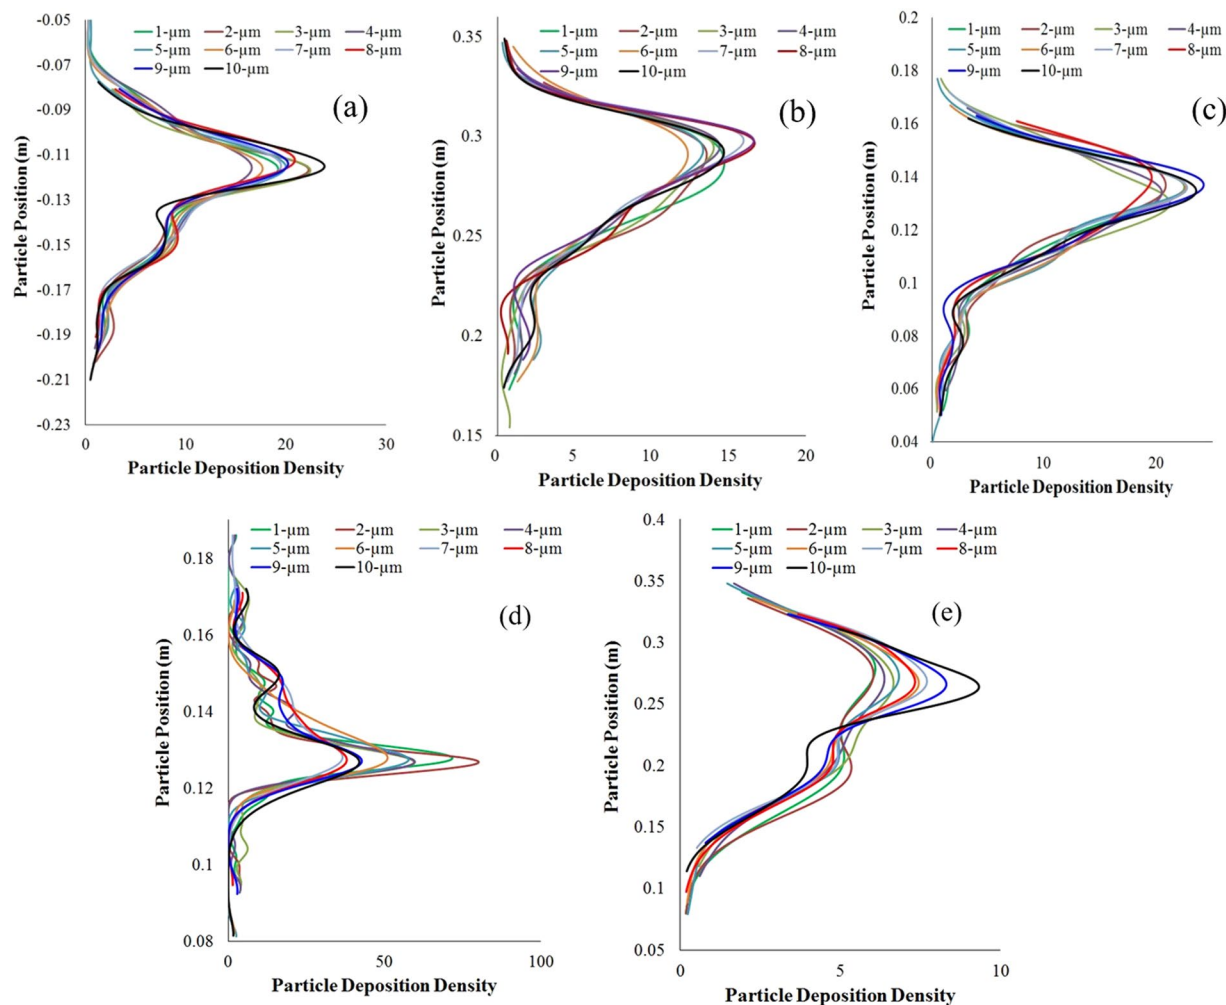 -0.05
-0.07
-0.09
-0.11
-0.13
-0.15
-0.17
-0.19
-0.21
-0.23
Particle Position (m)
1-µm 2-µm 3-µm 4-µm
5-µm 6-µm 7-µm 8-µm
9-µm 10-µm
(a)
0 10 20 30
Particle Deposition Density
0.35
0.3
0.25
0.2
0.15
Particle Position (m)
1-µm 2-µm 3-µm 4-µm
5-µm 6-µm 7-µm 8-µm
9-µm 10-µm
(b)
0 5 10 15 20
Particle Deposition Density
0.2
0.18
0.16
0.14
0.12
0.1
0.08
0.06
0.04
Particle Position (m)
1-µm 2-µm 3-µm 4-µm
5-µm 6-µm 7-µm 8-µm
9-µm 10-µm
(c)
0 10 20
Particle Deposition Density
0.18
0.16
0.14
0.12
0.1
0.08
Particle Position (m)
1-µm 2-µm 3-µm 4-µm
5-µm 6-µm 7-µm 8-µm
9-µm 10-µm
(d)
0 50 100
Particle Deposition Density
0.4
0.35
0.3
0.25
0.2
0.15
0.1
0.05
Particle Position (m)
1-µm 2-µm 3-µm 4-µm
5-µm 6-µm 7-µm 8-µm
9-µm 10-µm
(e)
0 5 10
Particle Deposition Density